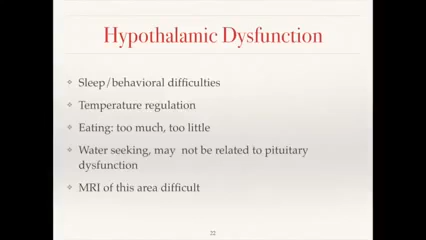 Hypothalamic Dysfunction
Sleep/behavioral difficulties
Temperature regulation
Eating: too much, too little
Water seeking, may not be related to pituitary
dysfunction
MRI of this area difficult
22